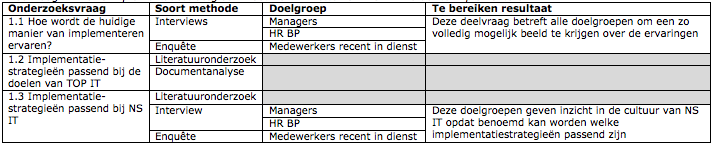 Onderzoeksvraag Soort methode Doelgroep Te bereiken resultaat
1.1 Hoe wordt de huidige Interviews Managers Deze deelvraag betreft alle doelgroepen om een zo
manier van implementeren HR BP volledig mogelijk beeld te krijgen over de ervaringen
ervaren? Enquête Medewerkers recent in dienst
1.2 Implementatie- Literatuuronderzoek
strategieën passend bij de Documentanalyse
doelen van TOP IT
1.3 Implementatie- Literatuuronderzoek
strategieën passend bij NS Interview Managers Deze doelgroepen geven inzicht in de cultuur van NS
IT HR BP IT opdat benoemd kan worden welke
Enquête Medewerkers recent in dienst implementatiestrategieën passend zijn